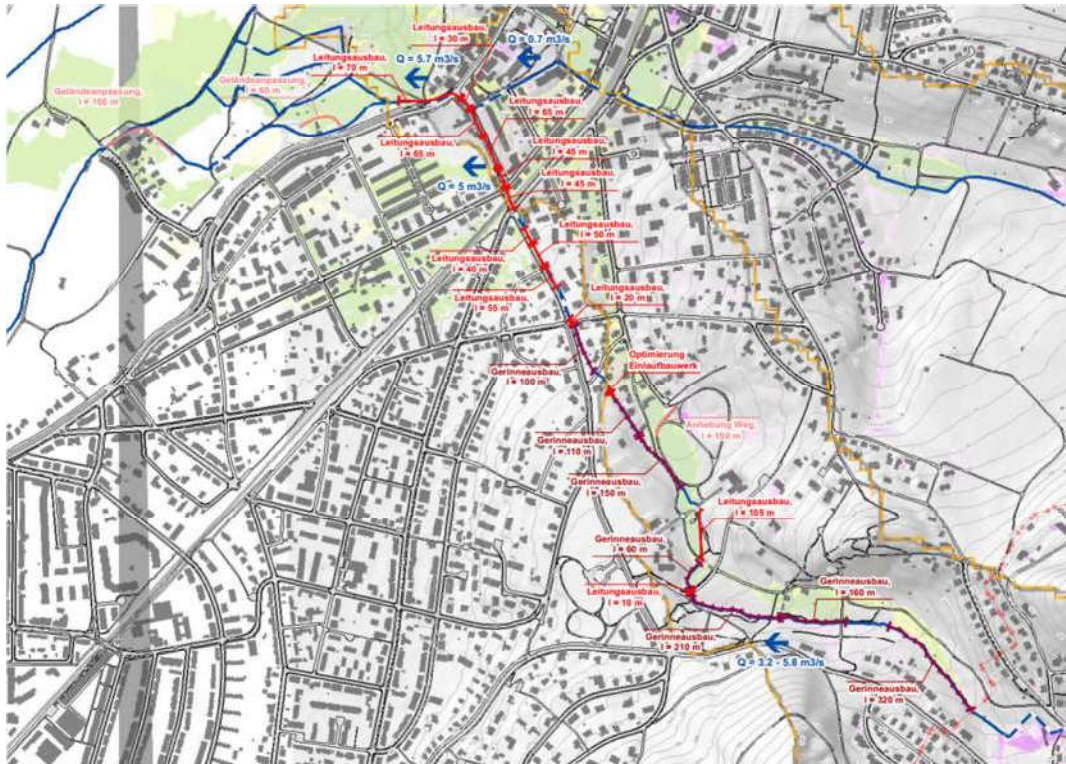 Leitungsausbau,
l = 30 m
Q = 0.7 m3/s
Leitungsausbau,
l = 70 m
Q = 5.7 m3/s
Geländeanpassung,
l = 65 m
Geländeanpassung,
l = 100 m
Leitungsausbau,
l = 65 m
Leitungsausbau,
l = 65 m
Leitungsausbau,
l = 45 m
Q = 5 m3/s
Leitungsausbau,
l = 45 m
Leitungsausbau,
l = 50 m
Leitungsausbau,
l = 40 m
Leitungsausbau,
l = 55 m
Leitungsausbau,
l = 20 m
Optimierung
Einlaufbauwerk
Gerinneausbau,
l = 100 m
Anhebung Weg,
l = 100 m
Gerinneausbau,
l = 110 m
Gerinneausbau,
l = 150 m
Leitungsausbau,
l = 105 m
Gerinneausbau,
l = 60 m
Leitungsausbau,
l = 10 m
Gerinneausbau,
l = 160 m
Gerinneausbau,
l = 210 m
Q = 3.2 - 5.8 m3/s
Gerinneausbau,
l = 320 m